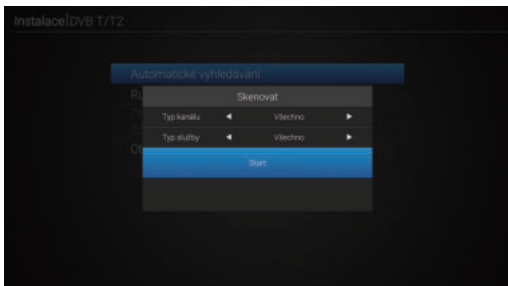 Instalace|DVB T/T2
Automatické vyhledávání
Skenovat
Typ kanálu ◄ Všechno ►
Typ služby ◄ Všechno ►
Start